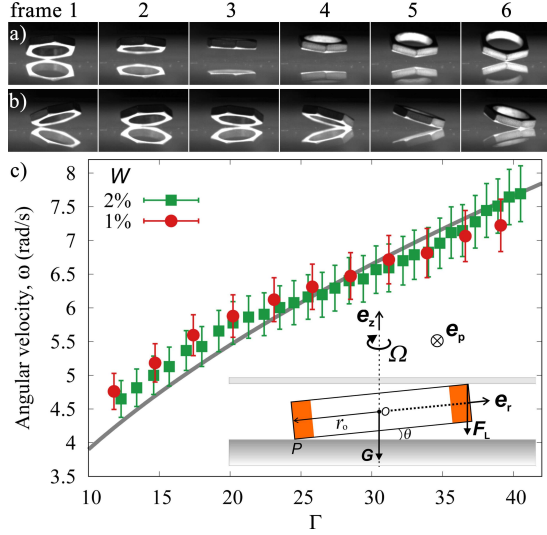 frame 1 2 3 4 5 6
a)
b)
c)
W
2%
1%
Angular velocity, ω (rad/s)
8
7.5
7
6.5
6
5.5
5
4.5
4
3.5
10 15 20 25 30 35 40
Γ
e_z
Ω
e_p
O
e_r
r_o
θ
P
G
F_L